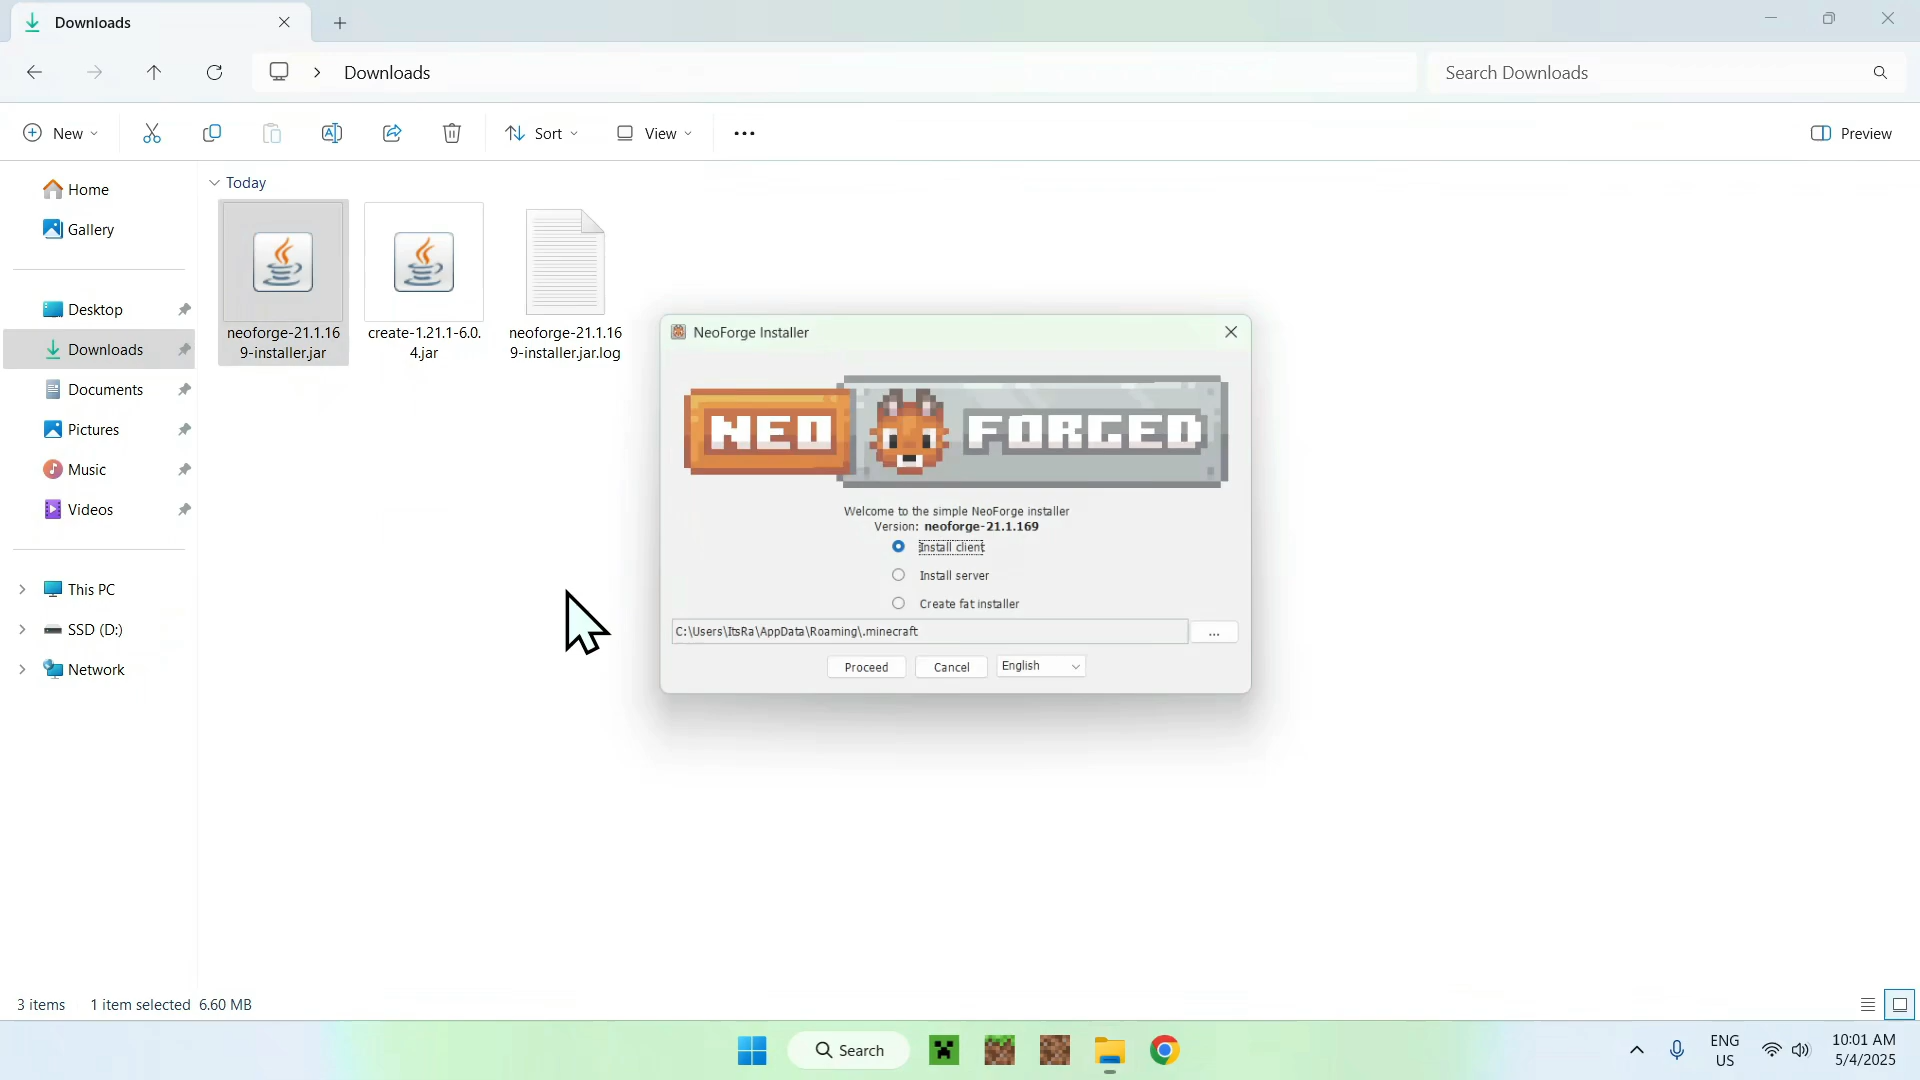 Downloads
Downloads
Search Downloads
New
Sort
View
Preview
Home
Gallery
Desktop
Downloads
Documents
Pictures
Music
Videos
This PC
SSD (D:)
Network
Today
neoforge-21.1.16
9-installer.jar
create-1.21.1-6.0.
4.jar
neoforge-21.1.16
9-installer.jar.log
NeoForge Installer
NEO FORGED
Welcome to the simple NeoForge installer
Version: neoforge-21.1.169
Install client
Install server
Create fat installer
C:\Users\ItsRa\AppData\Roaming\.minecraft
...
Proceed
Cancel
English
3 items 1 item selected 6.60 MB
Search
ENG
US
10:01 AM
5/4/2025